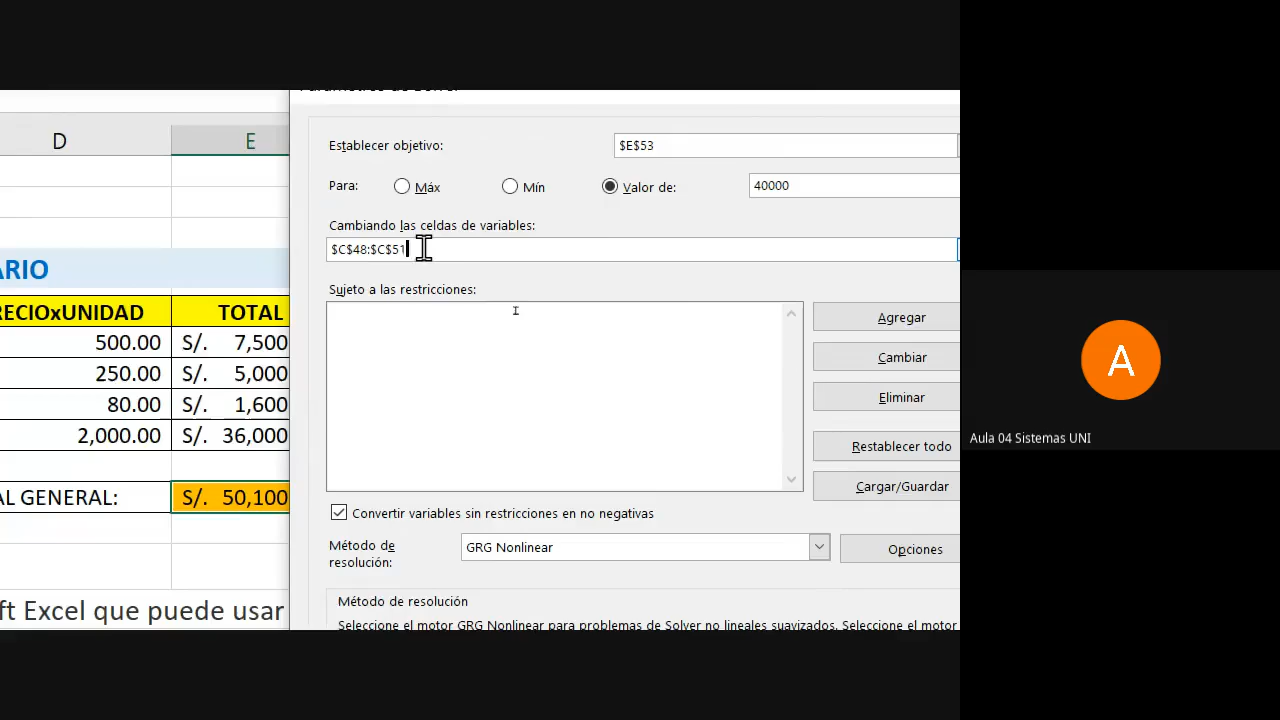 D E
ARIO
RECIOxUNIDAD TOTAL
500.00 S/. 7,500
250.00 S/. 5,000
80.00 S/. 1,600
2,000.00 S/. 36,000
AL GENERAL: S/. 50,100
ft Excel que puede usar
Establecer objetivo: $E$53
Para: Máx Mín Valor de: 40000
Cambiando las celdas de variables:
$C$48:$C$51
Sujeto a las restricciones:
Agregar
Cambiar
Eliminar
Restablecer todo
Cargar/Guardar
Convertir variables sin restricciones en no negativas
Método de
resolución:
GRG Nonlinear
Opciones
Método de resolución
Seleccione el motor GRG Nonlinear para problemas de Solver no lineales suavizados. Seleccione el motor
A
Aula 04 Sistemas UNI